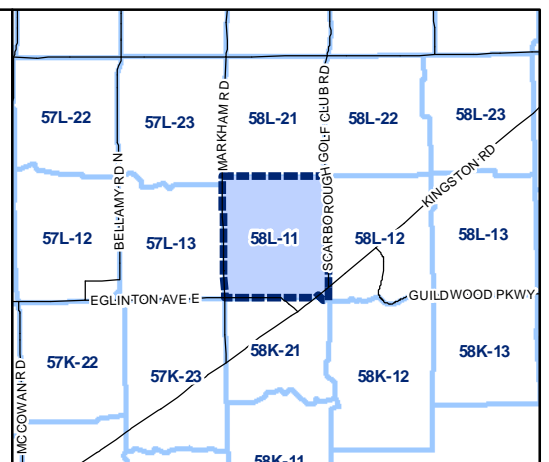 57L-22
57L-23
58L-21
58L-22
58L-23
MARKHAM RD
SCARBOROUGH GOLF CLUB RD
BELLAMY RD N
KINGSTON RD
57L-12
57L-13
58L-11
58L-12
58L-13
EGLINTON AVE E
GUILDWOOD PKWY
MCCOWAN RD
57K-22
57K-23
58K-21
58K-12
58K-13
58K-11